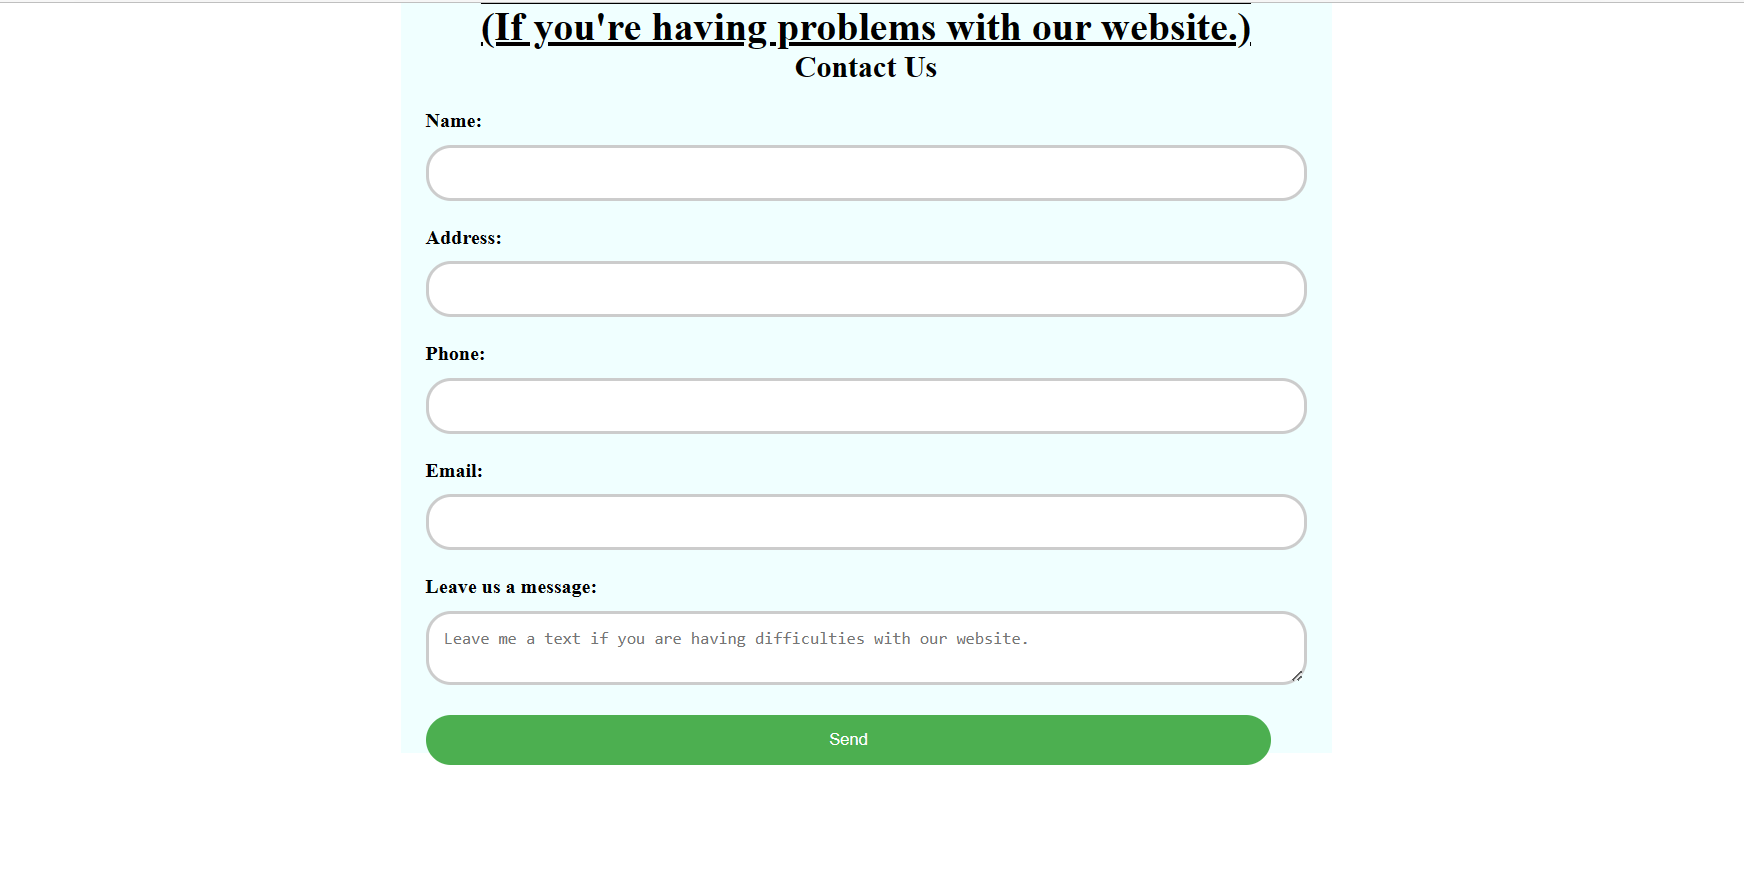 (If you're having problems with our website.)
Contact Us
Name:
Address:
Phone:
Email:
Leave us a message:
Leave me a text if you are having difficulties with our website.
Send